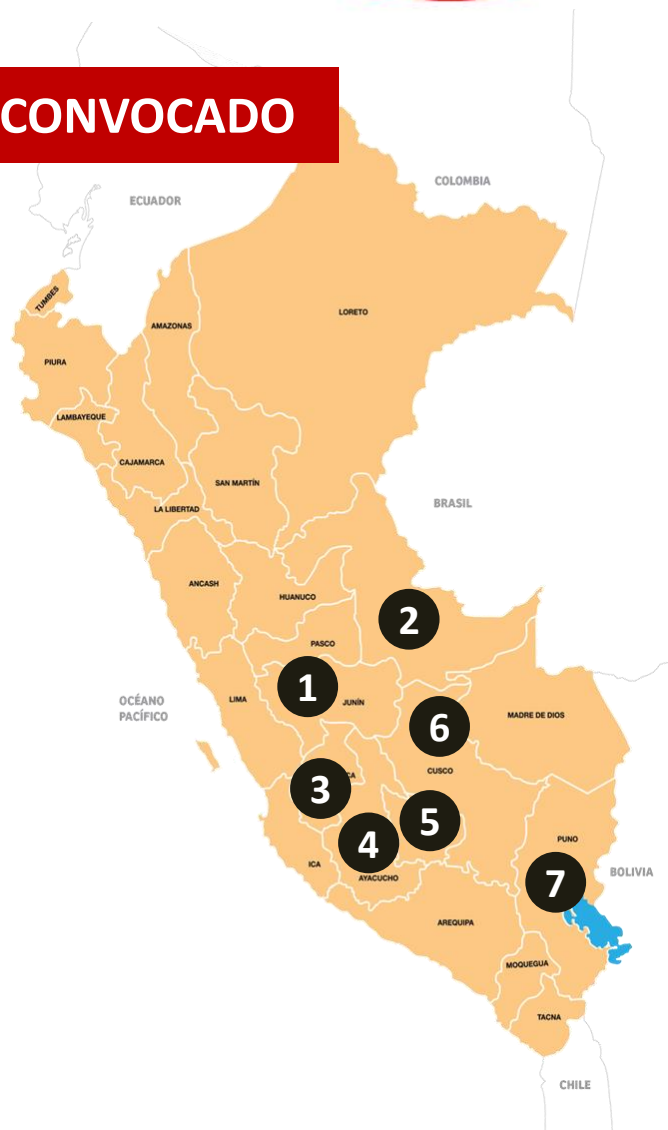 CONVOCADO
COLOMBIA
ECUADOR
TUMBES
LORETO
AMAZONAS
PIURA
LAMBAYEQUE
CAJAMARCA
SAN MARTÍN
BRASIL
LA LIBERTAD
ANCASH
HUANUCO
2
PASCO
1
LIMA
JUNÍN
OCÉANO
PACÍFICO
MADRE DE DIOS
6
CUSCO
3
CA
5
4
PUNO
ICA
BOLIVIA
AYACUCHO
7
AREQUIPA
MOQUEGUA
TACNA
CHILE